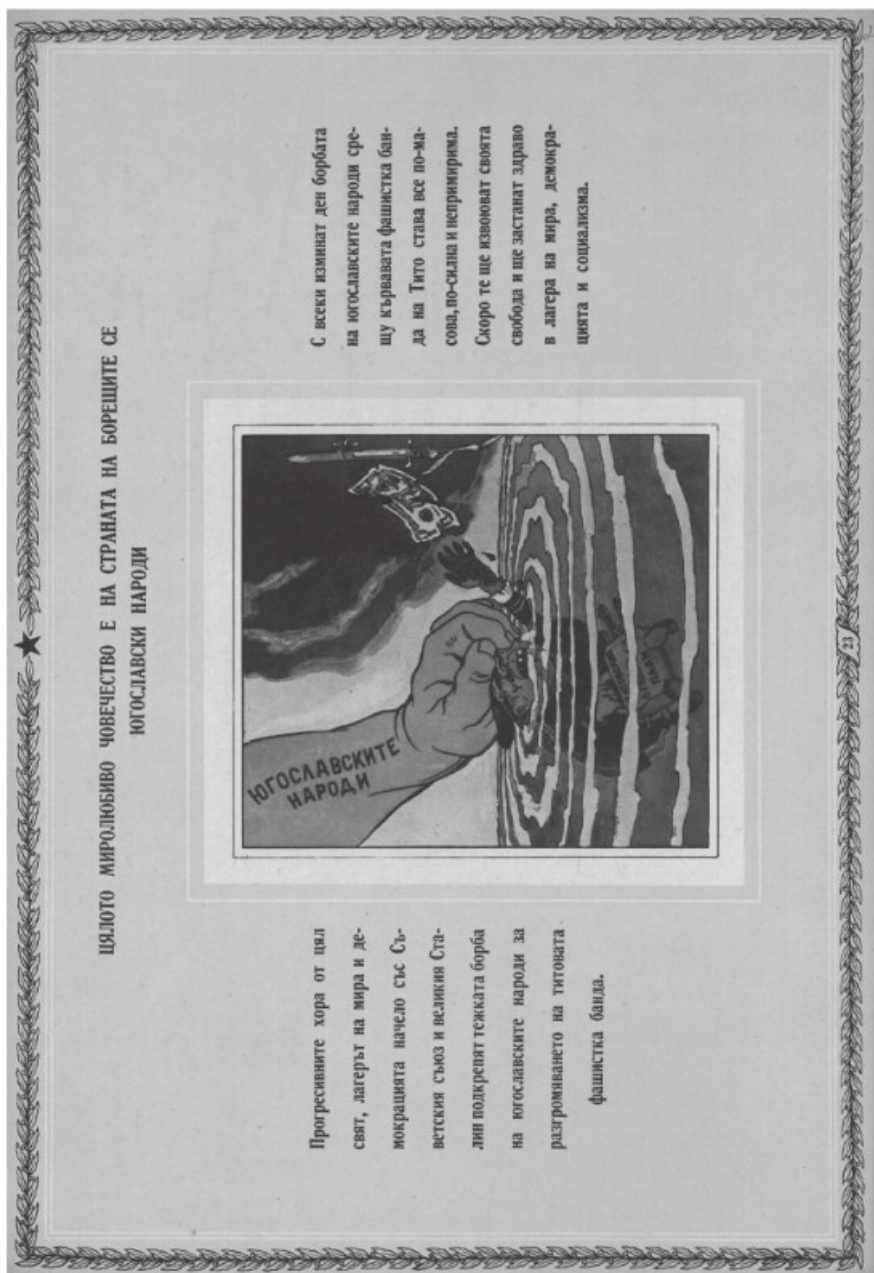 ЦЯЛОТО МИРОЛЮБИВО ЧОВЕЧЕСТВО Е НА СТРАНАТА НА БОРЕЩИТЕ СЕ
ЮГОСЛАВСКИ НАРОДИ
Прогресивните хора от цял
свят, лагерът на мира и де-
мокрацията начело със Съ-
ветския съюз и великия Ста-
лин подкрепят тежката борба
на югославските народи за
разгромяването на титовата
фашистка банда.
ЮГОСЛАВСКИТЕ
НАРОДИ
С всеки изминат ден борбата
на югославските народи сре-
щу кървавата фашистка бан-
да на Тито става все по-ма-
сова, по-силна и непримирима.
Скоро те ще извоюват своята
свобода и ще застанат здраво
в лагера на мира, демокра-
цията и социализма.
23